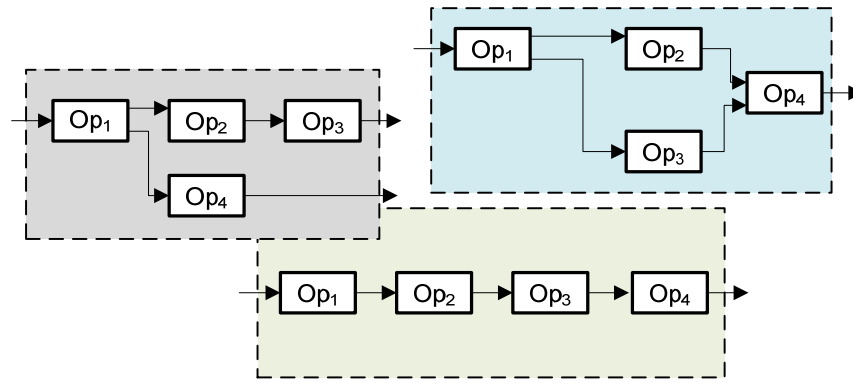 Op₁ Op₂ Op₃
Op₄
Op₁ Op₂
Op₄
Op₃
Op₁ Op₂ Op₃ Op₄